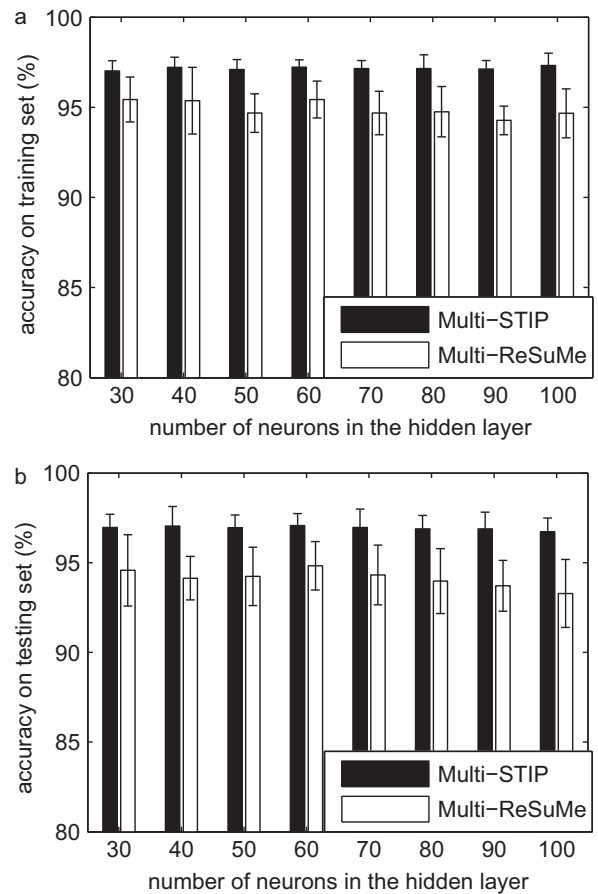 a
100
95
90
85
80
accuracy on training set (%)
Multi−STIP
Multi−ReSuMe
30 40 50 60 70 80 90 100
number of neurons in the hidden layer
b
100
95
90
85
80
accuracy on testing set (%)
Multi−STIP
Multi−ReSuMe
30 40 50 60 70 80 90 100
number of neurons in the hidden layer